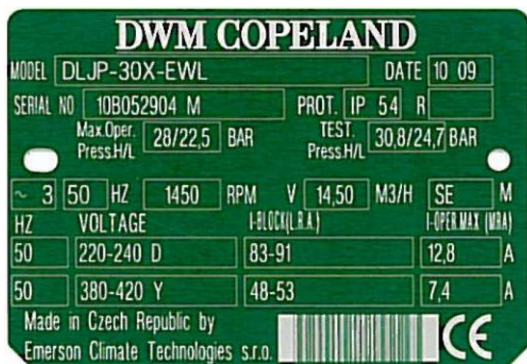 DWM COPELAND
MODEL DLJP-30X-EWL DATE 10 09
SERIAL NO 10B052904 M PROT. IP 54 R
Max.Oper. Press.H/L 28/22,5 BAR TEST. Press.H/L 30,8/24,7 BAR
~ 3 50 HZ 1450 RPM V 14,50 M3/H SE M
HZ VOLTAGE I-BLOCK(L.R.A.) I-OPER.MAX (MRA)
50 220-240 D 83-91 12,8 A
50 380-420 Y 48-53 7,4 A
Made in Czech Republic by
Emerson Climate Technologies s.r.o. CE